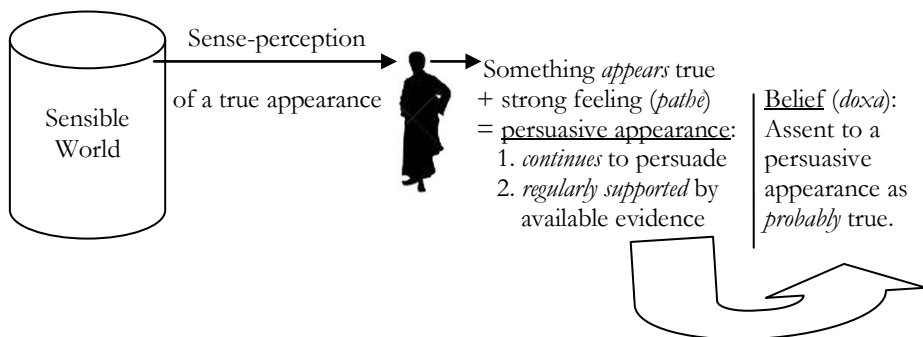 Sense-perception
of a true appearance
Sensible
World
Something appears true
+ strong feeling (pathe)
= persuasive appearance:
1. continues to persuade
2. regularly supported by
available evidence
Belief (doxa):
Assent to a
persuasive
appearance as
probably true.